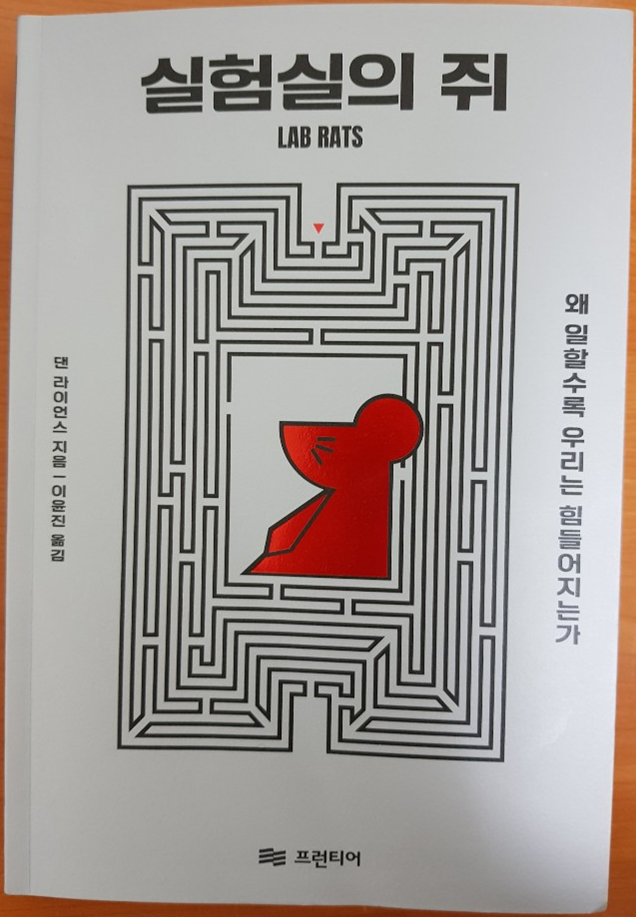 실험실의 쥐
LAB RATS
왜 일할수록 우리는 힘들어지는가
댄 라이언스 지음 – 이윤진 옮김
프런티어